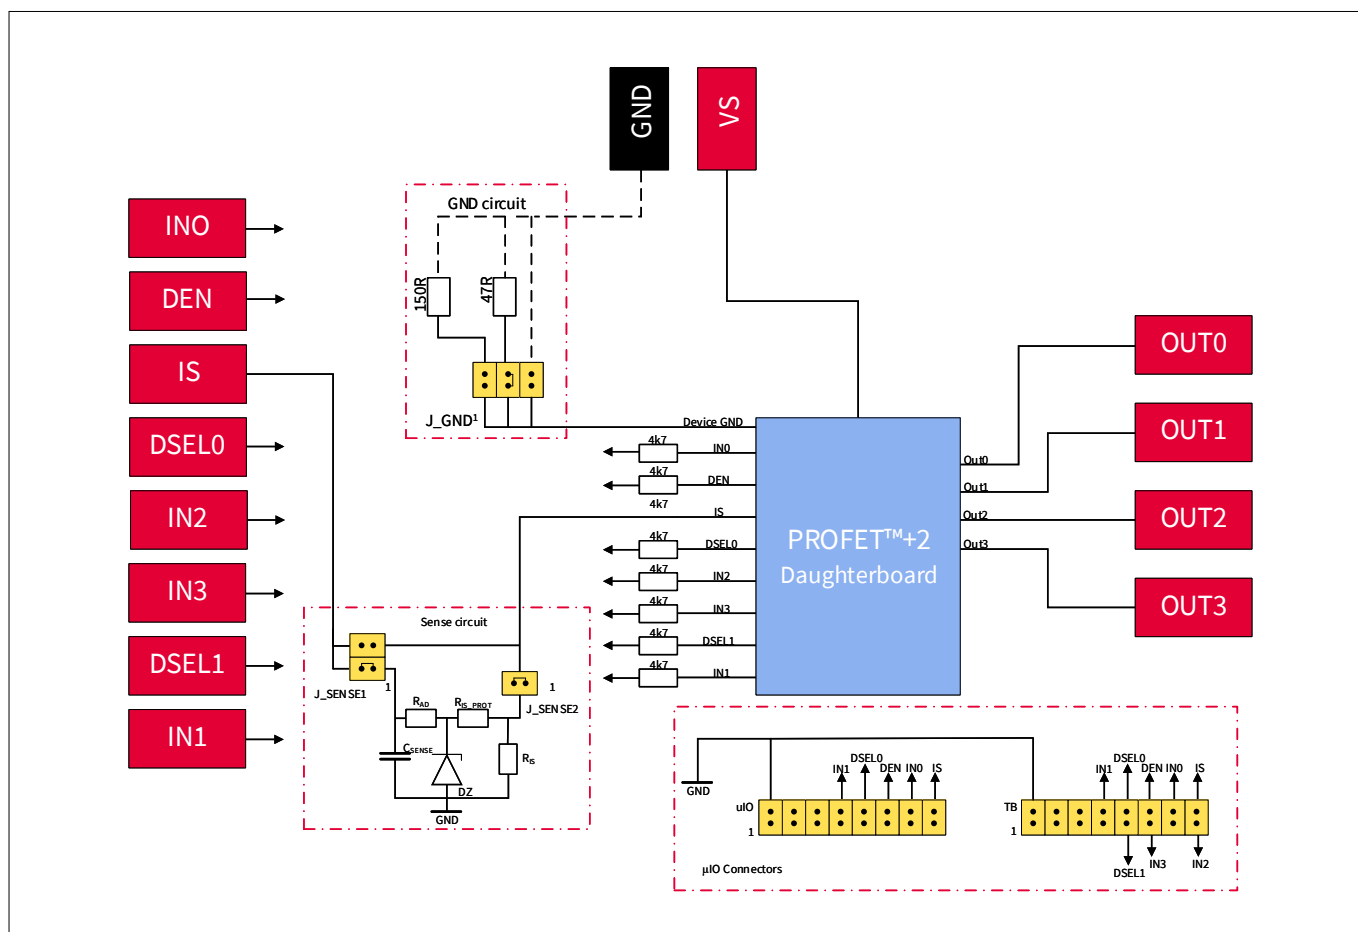 GND
VS
GND circuit
150R
47R
J_GND¹
INO
DEN
IS
DSEL0
IN2
IN3
DSEL1
IN1
Device GND
4k7
IN0
4k7
DEN
4k7
IS
4k7
DSEL0
4k7
IN2
4k7
IN3
4k7
DSEL1
4k7
IN1
PROFET™+2
Daughterboard
Out0
Out1
Out2
Out3
OUT0
OUT1
OUT2
OUT3
Sense circuit
J_SENSE1
1
1
J_SENSE2
RAD
RIS_PROT
CSENSE
RIS
DZ
GND
GND
uIO
1
IN1
DSEL0
DEN
IN0
IS
TB
1
IN1
DSEL0
DEN
IN0
IS
DSEL1
IN3
IN2
µIO Connectors